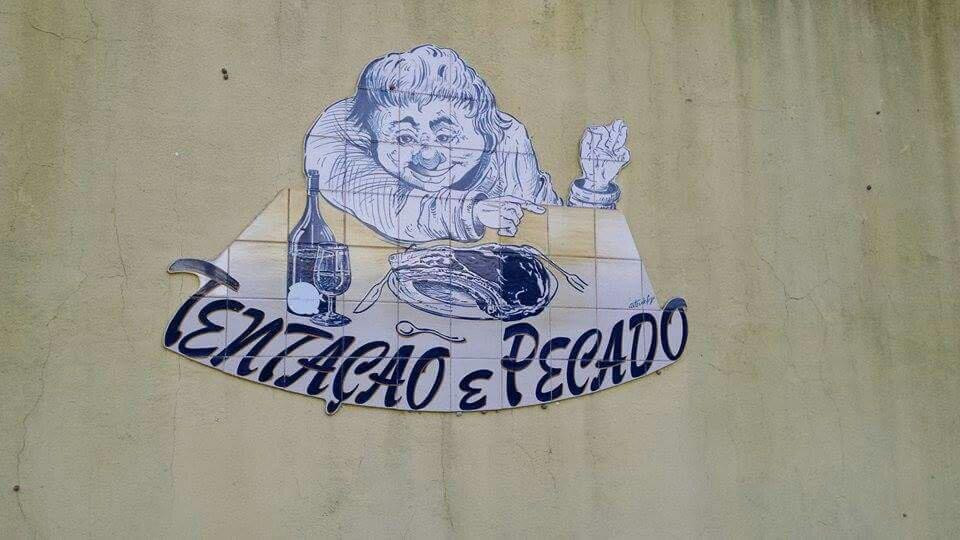 TENTAÇÃO E PECADO